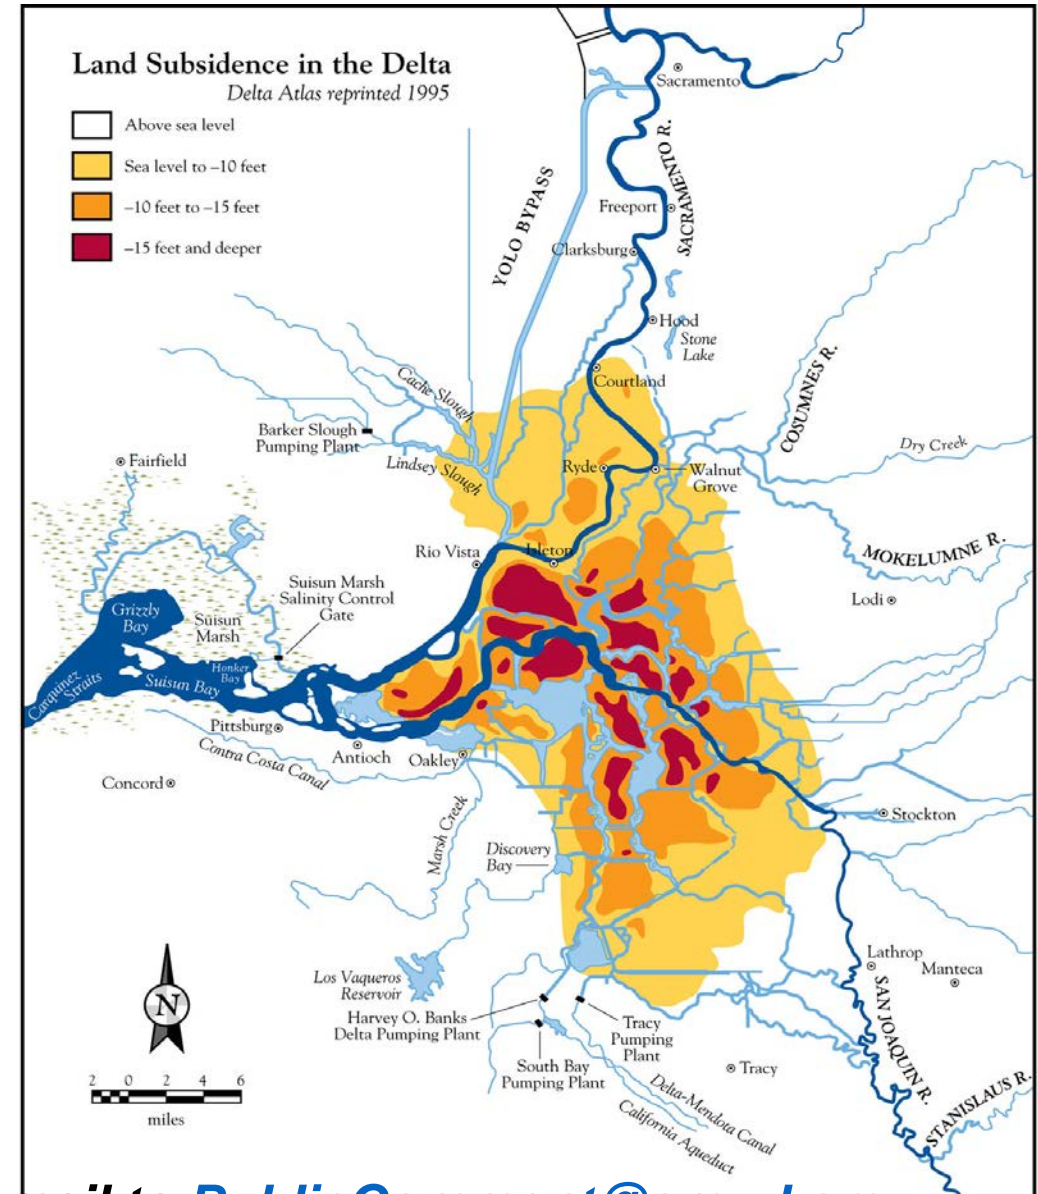 Land Subsidence in the Delta
Delta Atlas reprinted 1995
Above sea level
Sea level to –10 feet
–10 feet to –15 feet
–15 feet and deeper
Sacramento
SACRAMENTO R.
YOLO BYPASS
Freeport
Clarksburg
Hood
Stone
Lake
Courtland
COSUMNES R.
Cache Slough
Barker Slough
Pumping Plant
Lindsey Slough
Dry Creek
Fairfield
Ryde
Walnut
Grove
Rio Vista
Isleton
MOKELUMNE R.
Suisun Marsh
Salinity Control
Gate
Lodi
Grizzly
Bay
Suisun
Marsh
Honker
Bay
Carquinez
Straits
Suisun Bay
Pittsburg
Antioch
Oakley
Contra Costa Canal
Concord
Marsh Creek
Stockton
Discovery
Bay
Los Vaqueros
Reservoir
Lathrop
Manteca
Harvey O. Banks
Delta Pumping Plant
Tracy
Pumping
Plant
South Bay
Pumping Plant
Tracy
SAN JOAQUIN R.
STANISLAUS R.
Delta-Mendota Canal
California Aqueduct
N
2 0 2 4 6
miles